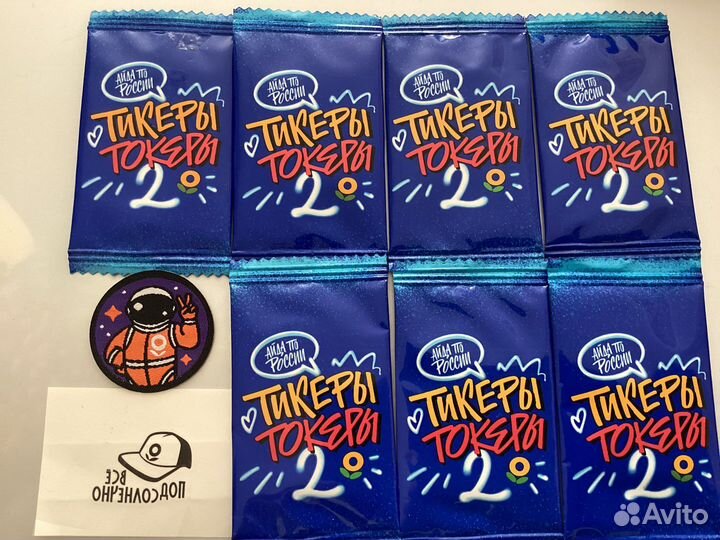 АЙДА ПО
РОССИИ
ТИКЕРЫ
ТОКЕРЫ
2
АЙДА ПО
РОССИИ
ТИКЕРЫ
ТОКЕРЫ
2
АЙДА ПО
РОССИИ
ТИКЕРЫ
ТОКЕРЫ
2
АЙДА ПО
РОССИИ
ТИКЕРЫ
ТОКЕРЫ
2
АЙДА ПО
РОССИИ
ТИКЕРЫ
ТОКЕРЫ
2
АЙДА ПО
РОССИИ
ТИКЕРЫ
ТОКЕРЫ
2
АЙДА ПО
РОССИИ
ТИКЕРЫ
ТОКЕРЫ
2
ВСЕ
ПОДСОЛНЕЧНО
Avito